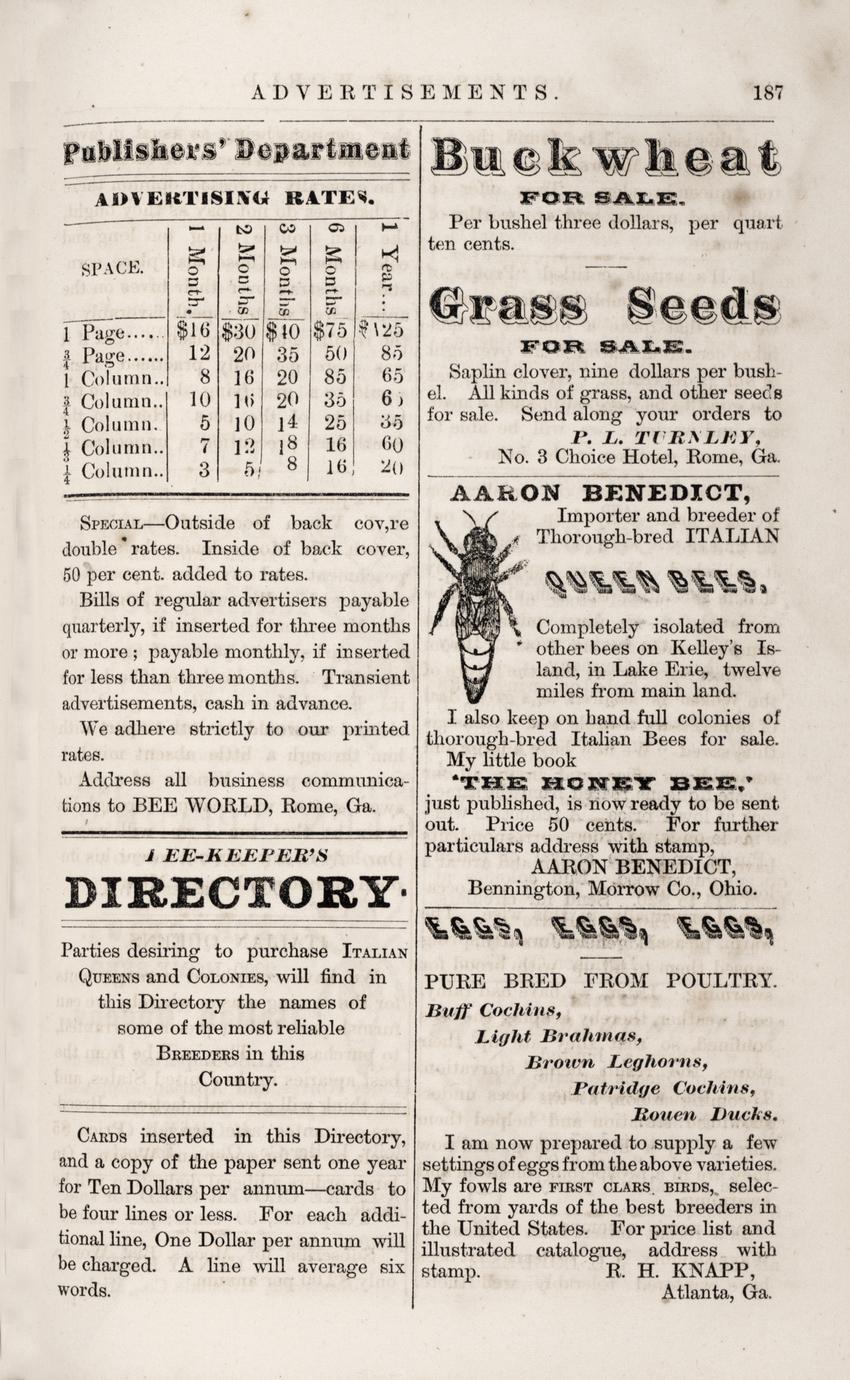 ADVERTISEMENTS. 187
Publishers' Department
ADVERTISING RATES.
SPACE. 1 Month. 2 Months 3 Months 6 Months 1 Year....
1 Page..... $16 $30 $40 $75 $125
¾ Page...... 12 20 35 50 85
1 Column.. 8 16 20 85 65
¾ Column.. 10 16 20 35 6
½ Column. 5 10 14 25 35
⅓ Column.. 7 12 18 16 60
¼ Column.. 3 5 8 16 20
SPECIAL—Outside of back cov,re
double rates. Inside of back cover,
50 per cent. added to rates.
Bills of regular advertisers payable
quarterly, if inserted for three months
or more; payable monthly, if inserted
for less than three months. Transient
advertisements, cash in advance.
We adhere strictly to our printed
rates.
Address all business communica-
tions to BEE WORLD, Rome, Ga.
EE-KEEPER'S
DIRECTORY.
Parties desiring to purchase ITALIAN
QUEENS and COLONIES, will find in
this Directory the names of
some of the most reliable
BREEDERS in this
Country.
CARDS inserted in this Directory,
and a copy of the paper sent one year
for Ten Dollars per annum—cards to
be four lines or less. For each addi-
tional line, One Dollar per annum will
be charged. A line will average six
words.
Buckwheat
FOR SALE.
Per bushel three dollars, per quart
ten cents.
Grass Seeds
FOR SALE.
Saplin clover, nine dollars per bush-
el. All kinds of grass, and other seeds
for sale. Send along your orders to
P. L. TURNLEY,
No. 3 Choice Hotel, Rome, Ga.
AARON BENEDICT,
Importer and breeder of
Thorough-bred ITALIAN
QUEEN BEES,
Completely isolated from
other bees on Kelley's Is-
land, in Lake Erie, twelve
miles from main land.
I also keep on hand full colonies of
thorough-bred Italian Bees for sale.
My little book
'THE HONEY BEE,'
just published, is now ready to be sent
out. Price 50 cents. For further
particulars address with stamp,
AARON BENEDICT,
Bennington, Morrow Co., Ohio.
EGGS, EGGS, EGGS,
PURE BRED FROM POULTRY.
Buff Cochins,
Light Brahmas,
Brown Leghorns,
Patridge Cochins,
Rouen Ducks.
I am now prepared to supply a few
settings of eggs from the above varieties.
My fowls are FIRST CLARS BIRDS, selec-
ted from yards of the best breeders in
the United States. For price list and
illustrated catalogue, address with
stamp. R. H. KNAPP,
Atlanta, Ga.